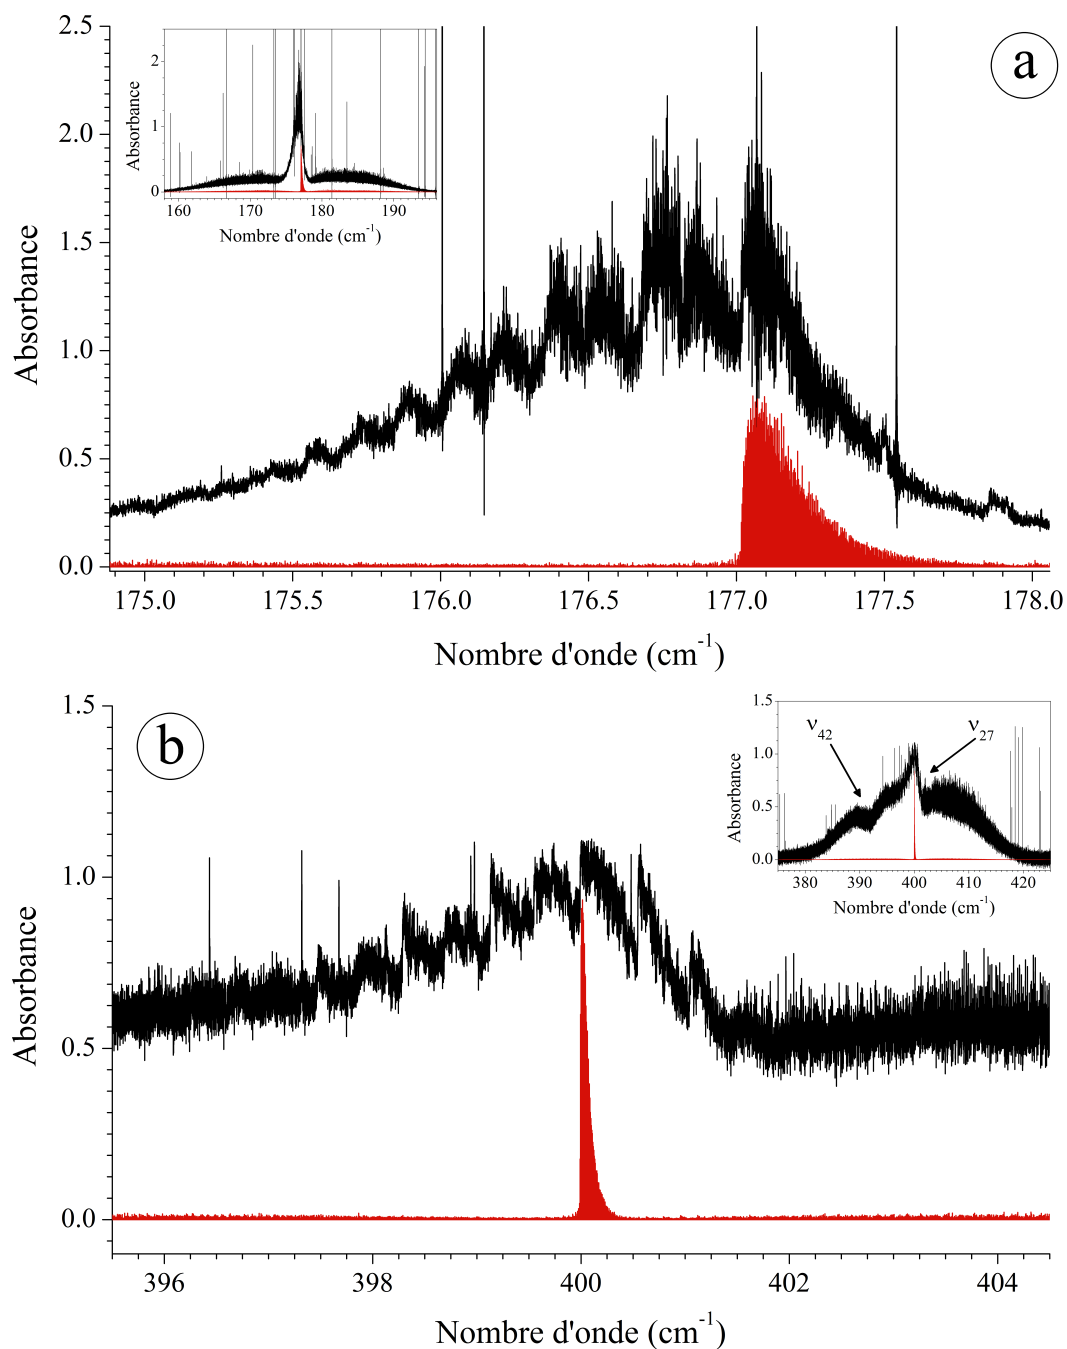 a
2.5
2.0
1.5
1.0
0.5
0.0
Absorbance
175.0 175.5 176.0 176.5 177.0 177.5 178.0
Nombre d'onde (cm-1)
2
1
0
Absorbance
160 170 180 190
Nombre d'onde (cm-1)
b
1.5
1.0
0.5
0.0
Absorbance
396 398 400 402 404
Nombre d'onde (cm-1)
1.5
1.0
0.5
0.0
Absorbance
ν42
ν27
380 390 400 410 420
Nombre d'onde (cm-1)